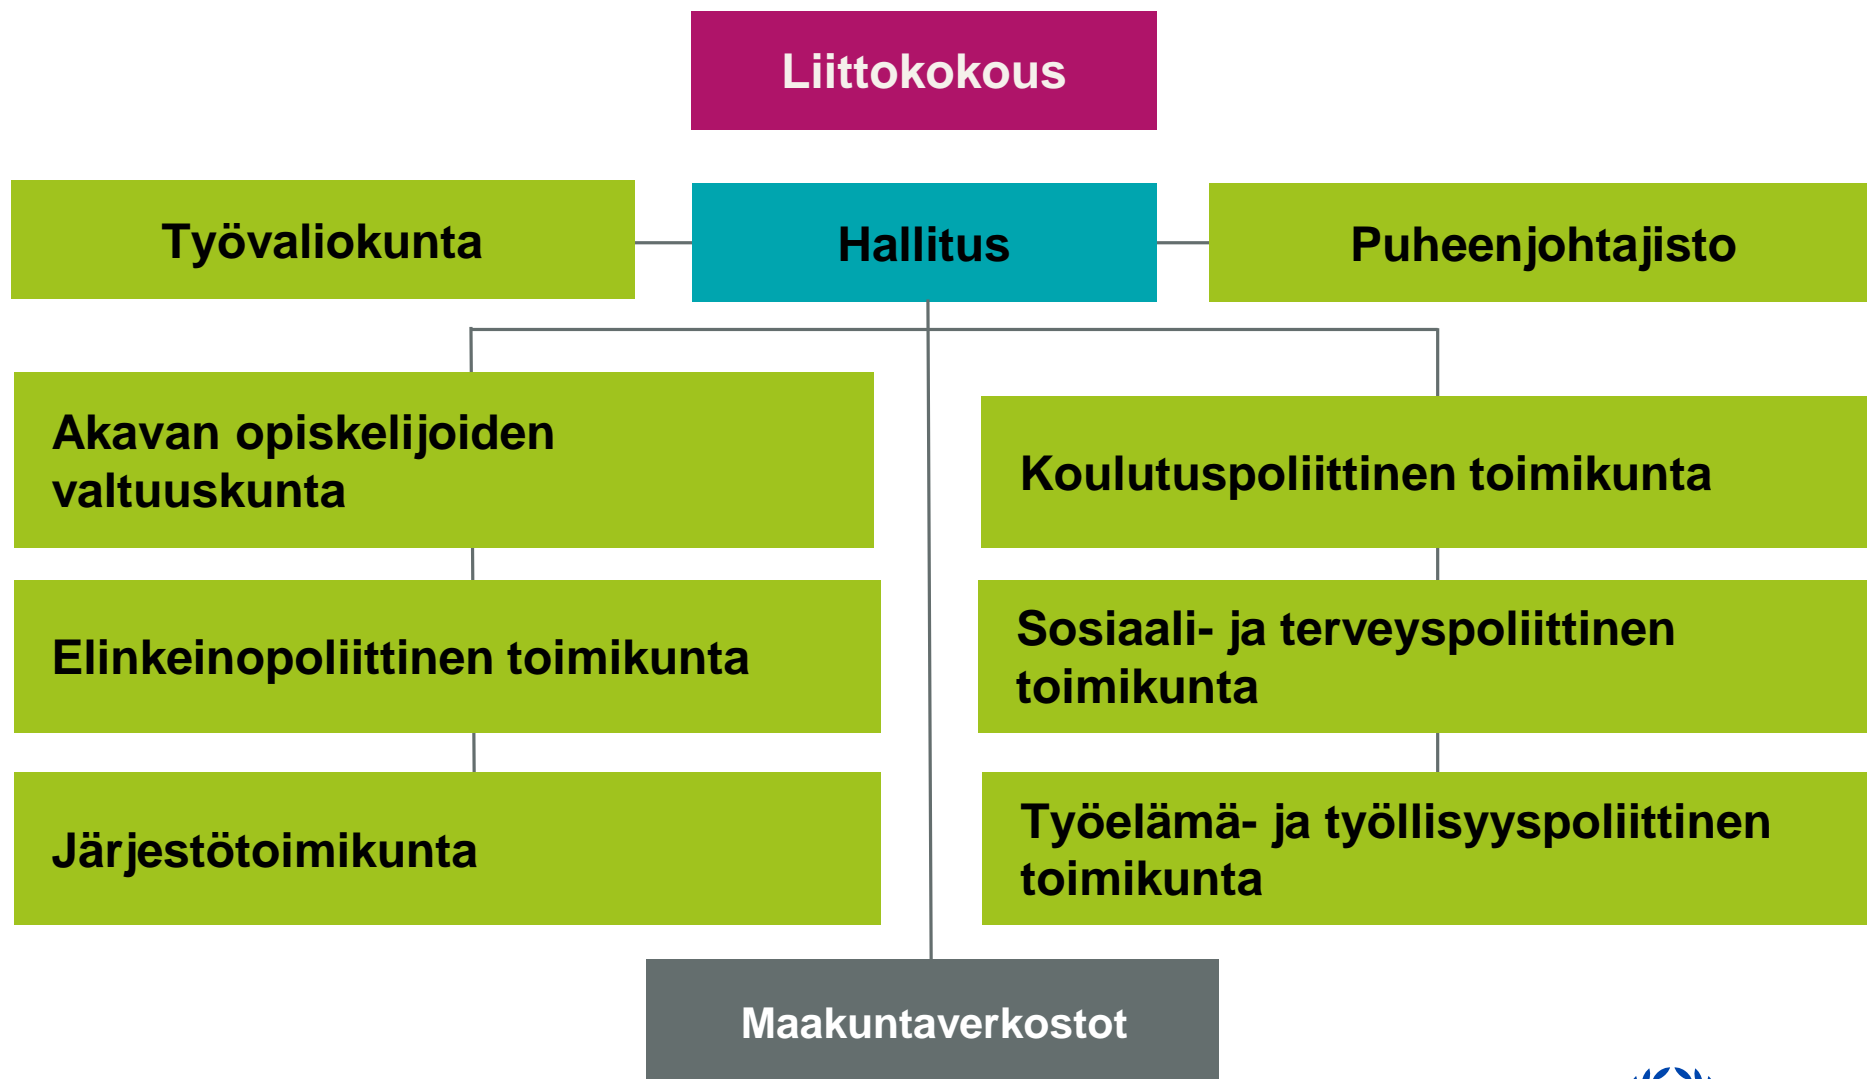 Liittokokous
Työvaliokunta
Hallitus
Puheenjohtajisto
Akavan opiskelijoiden
valtuuskunta
Koulutuspoliittinen toimikunta
Elinkeinopoliittinen toimikunta
Sosiaali- ja terveyspoliittinen
toimikunta
Järjestötoimikunta
Työelämä- ja työllisyyspoliittinen
toimikunta
Maakuntaverkostot